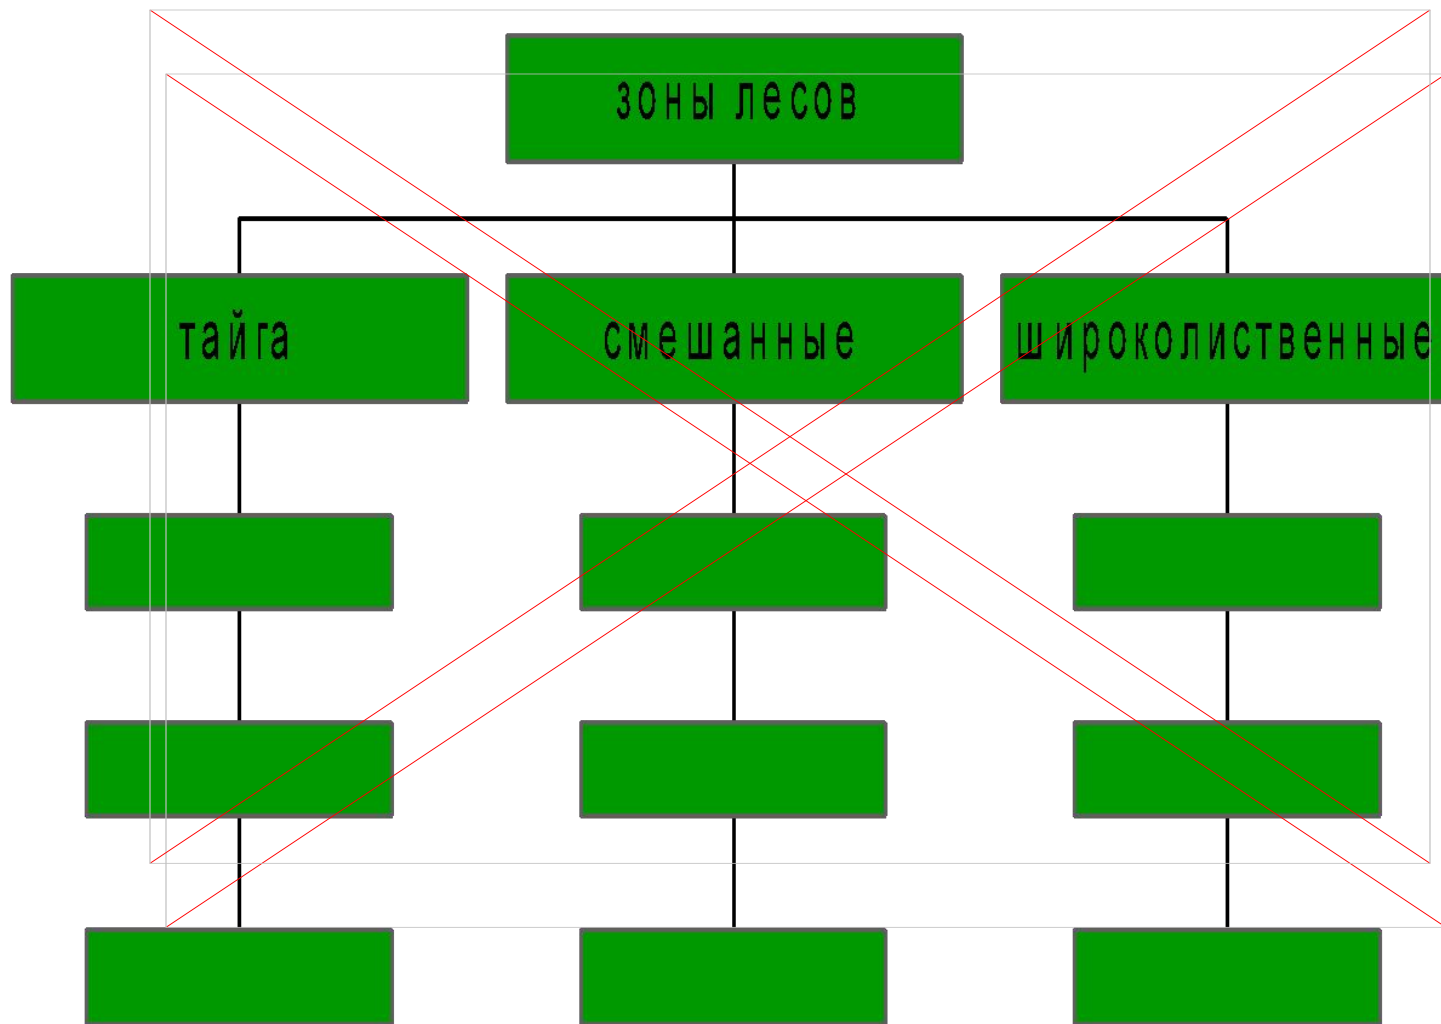 зоны лесов
тайга
смешанные
широколиственные